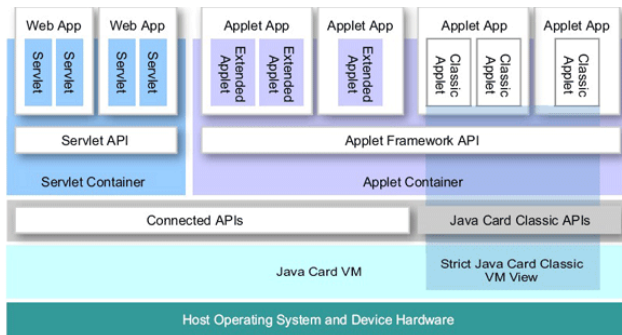 Web App
Web App
Applet App
Applet App
Applet App
Applet App
Servlet
Servlet
Servlet
Servlet
Extended
Applet
Extended
Applet
Extended
Applet
Classic
Applet
Classic
Applet
Classic
Applet
Servlet API
Applet Framework API
Servlet Container
Applet Container
Connected APIs
Java Card Classic APIs
Java Card VM
Strict Java Card Classic
VM View
Host Operating System and Device Hardware